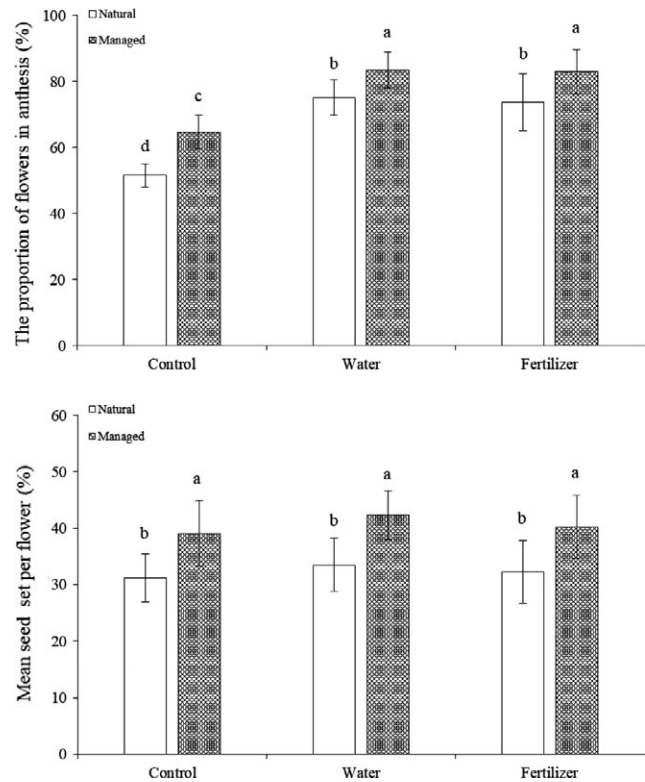 Natural
Managed
The proportion of flowers in anthesis (%)
100
80
60
40
20
0
d
c
b
a
b
a
Control
Water
Fertilizer
Natural
Managed
Mean seed set per flower (%)
60
50
40
30
20
10
0
b
a
b
a
b
a
Control
Water
Fertilizer